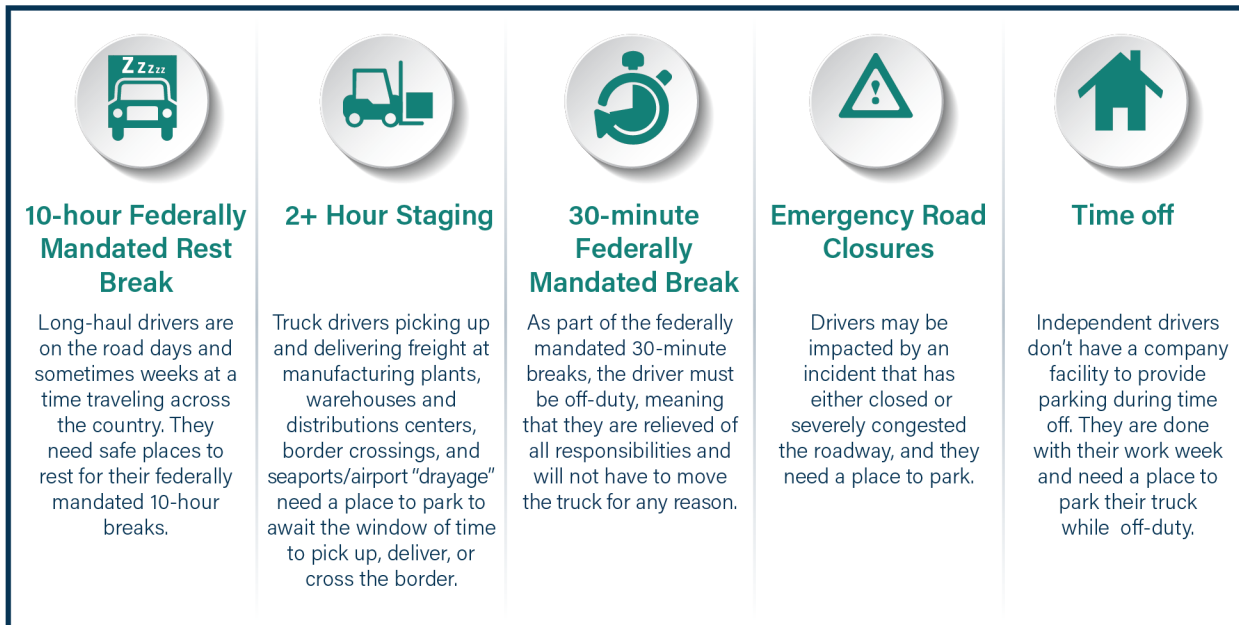 Z Z Z Z Z
10-hour Federally
Mandated Rest
Break
Long-haul drivers are
on the road days and
sometimes weeks at a
time traveling across
the country. They
need safe places to
rest for their federally
mandated 10-hour
breaks.
2+ Hour Staging
Truck drivers picking up
and delivering freight at
manufacturing plants,
warehouses and
distributions centers,
border crossings, and
seaports/airport “drayage”
need a place to park to
await the window of time
to pick up, deliver, or
cross the border.
30-minute
Federally
Mandated Break
As part of the federally
mandated 30-minute
breaks, the driver must
be off-duty, meaning
that they are relieved of
all responsibilities and
will not have to move
the truck for any reason.
!
Emergency Road
Closures
Drivers may be
impacted by an
incident that has
either closed or
severely congested
the roadway, and they
need a place to park.
Time off
Independent drivers
don’t have a company
facility to provide
parking during time
off. They are done
with their work week
and need a place to
park their truck
while off-duty.